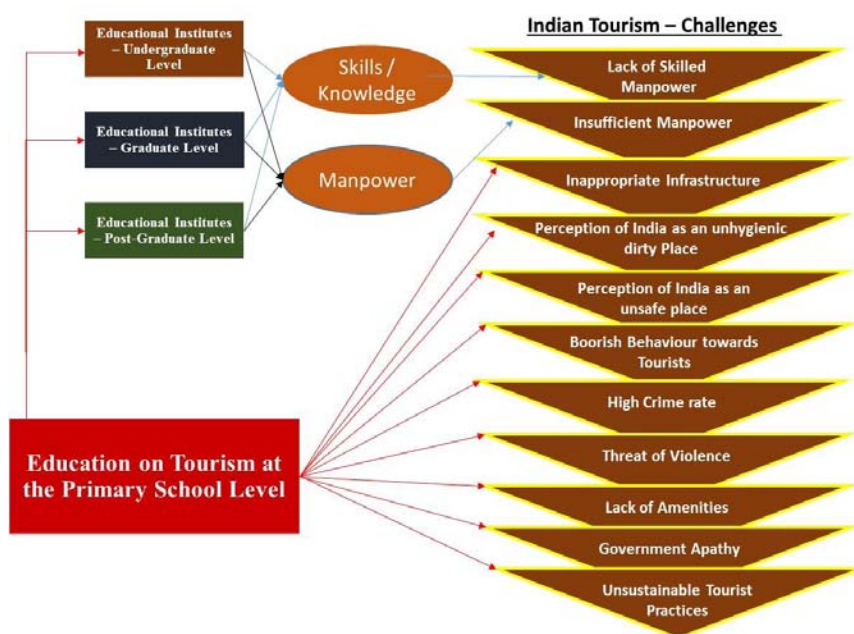 Indian Tourism – Challenges
Educational Institutes
– Undergraduate
Level
Educational Institutes
– Graduate Level
Educational Institutes
– Post-Graduate Level
Skills /
Knowledge
Manpower
Education on Tourism at
the Primary School Level
Lack of Skilled
Manpower
Insufficient Manpower
Inappropriate Infrastructure
Perception of India as an unhygienic
dirty Place
Perception of India as an
unsafe place
Boorish Behaviour towards
Tourists
High Crime rate
Threat of Violence
Lack of Amenities
Government Apathy
Unsustainable Tourist
Practices